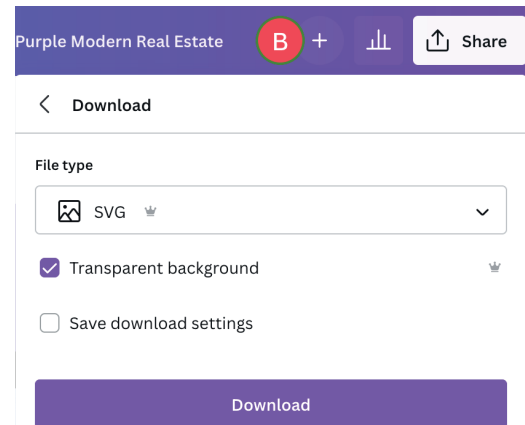 Purple Modern Real Estate B + Share
Download
File type
SVG
Transparent background
Save download settings
Download